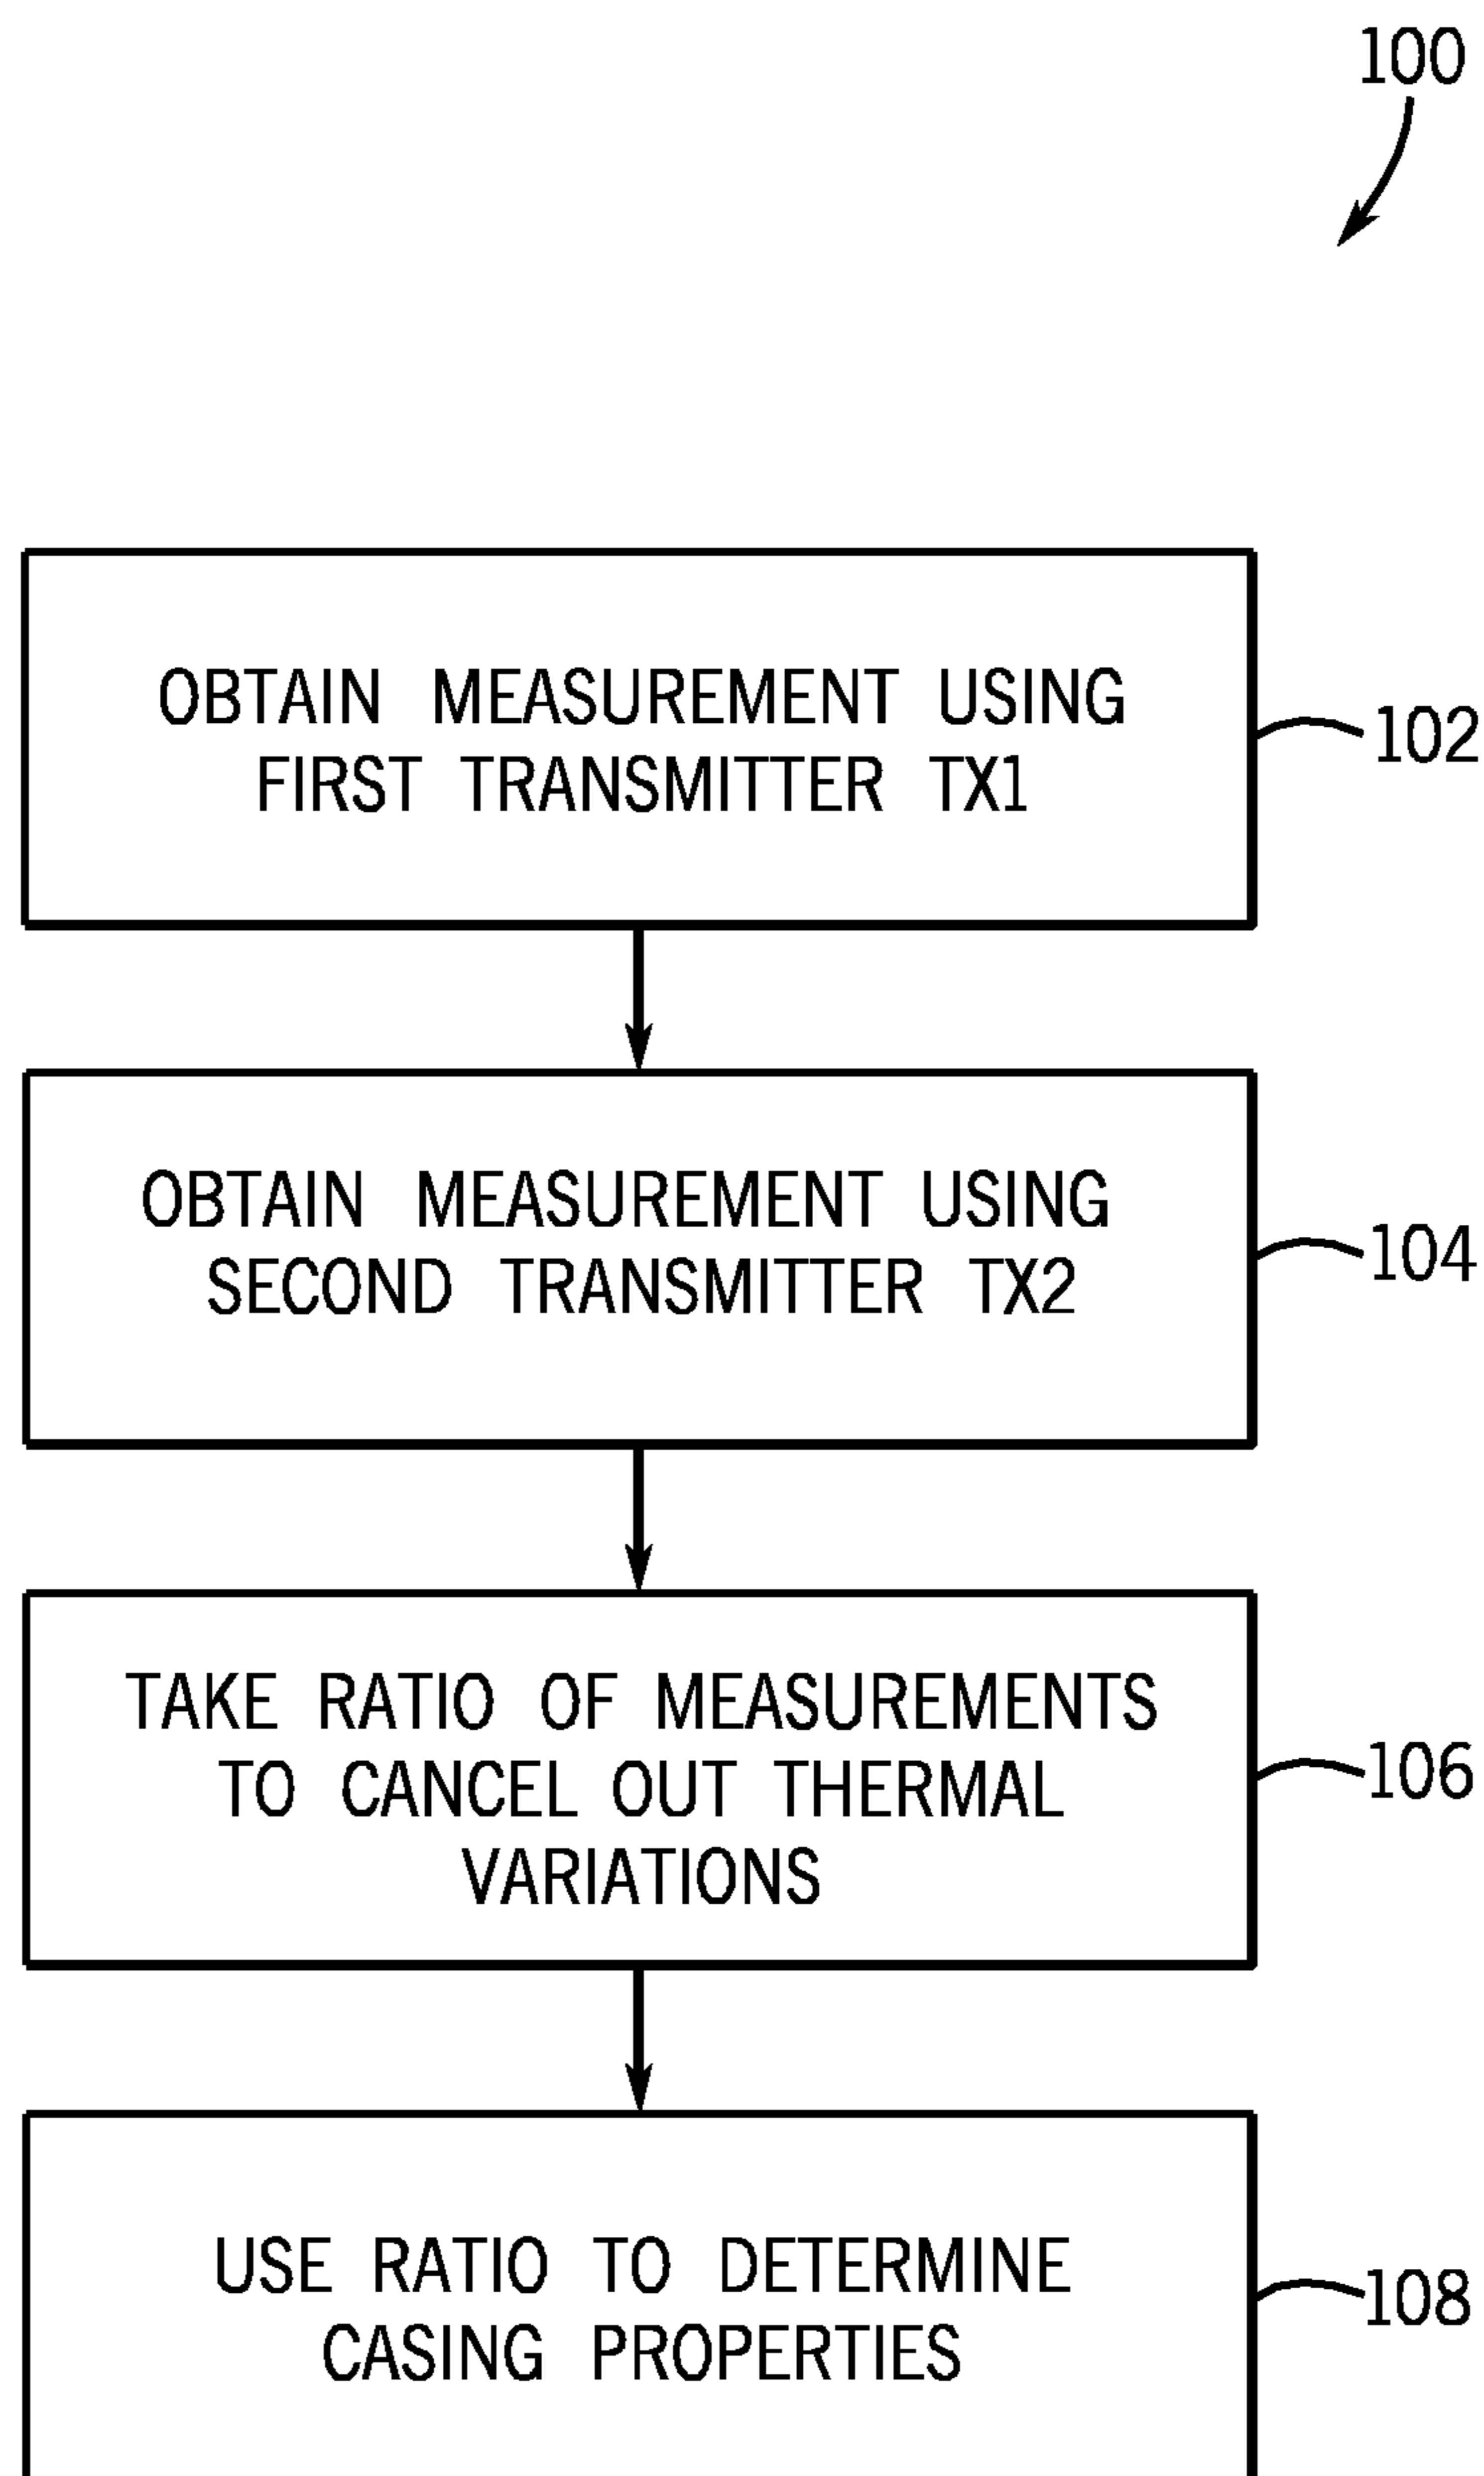 100
OBTAIN MEASUREMENT USING
FIRST TRANSMITTER TX1
102
OBTAIN MEASUREMENT USING
SECOND TRANSMITTER TX2
104
TAKE RATIO OF MEASUREMENTS
TO CANCEL OUT THERMAL
VARIATIONS
106
USE RATIO TO DETERMINE
CASING PROPERTIES
108